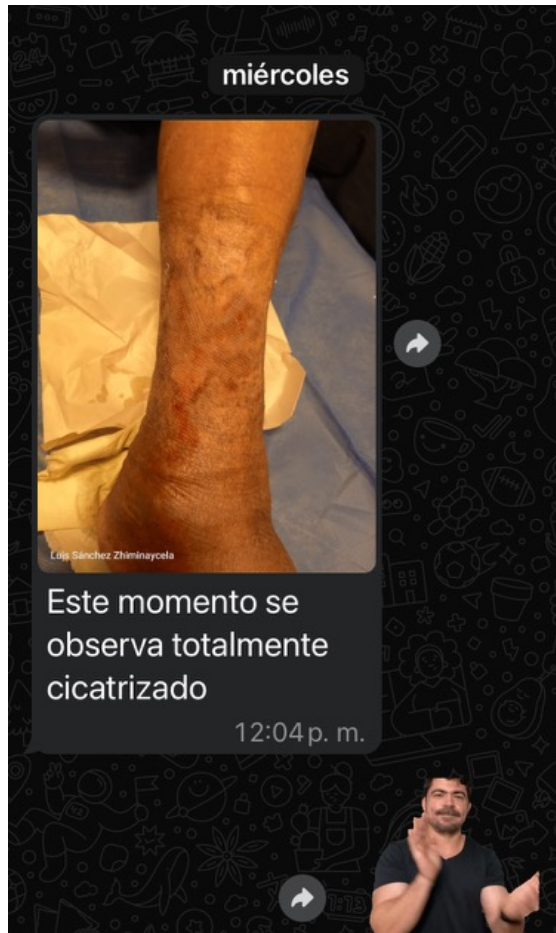 miércoles
Luis Sánchez Zhiminaycela
Este momento se
observa totalmente
cicatrizado
12:04 p. m.